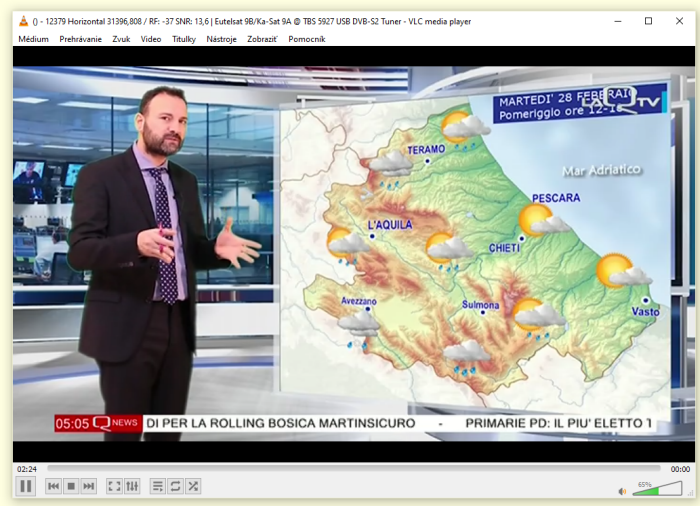 () - 12379 Horizontal 31396,808 / RF: -37 SNR: 13,6 | Eutelsat 9B/Ka-Sat 9A @ TBS 5927 USB DVB-S2 Tuner - VLC media player
Médium Prehrávanie Zvuk Video Titulky Nástroje Zobraziť Pomocník
MARTEDI' 28 FEBBRAIO
LAQTV
Pomeriggio ore 12-18
TERAMO
Mar Adriatico
PESCARA
L'AQUILA
CHIETI
Avezzano
Sulmona
Vasto
05:05 Q NEWS DI PER LA ROLLING BOSICA MARTINSICURO - PRIMARIE PD: IL PIU' ELETTO
02:24 00:00
65%